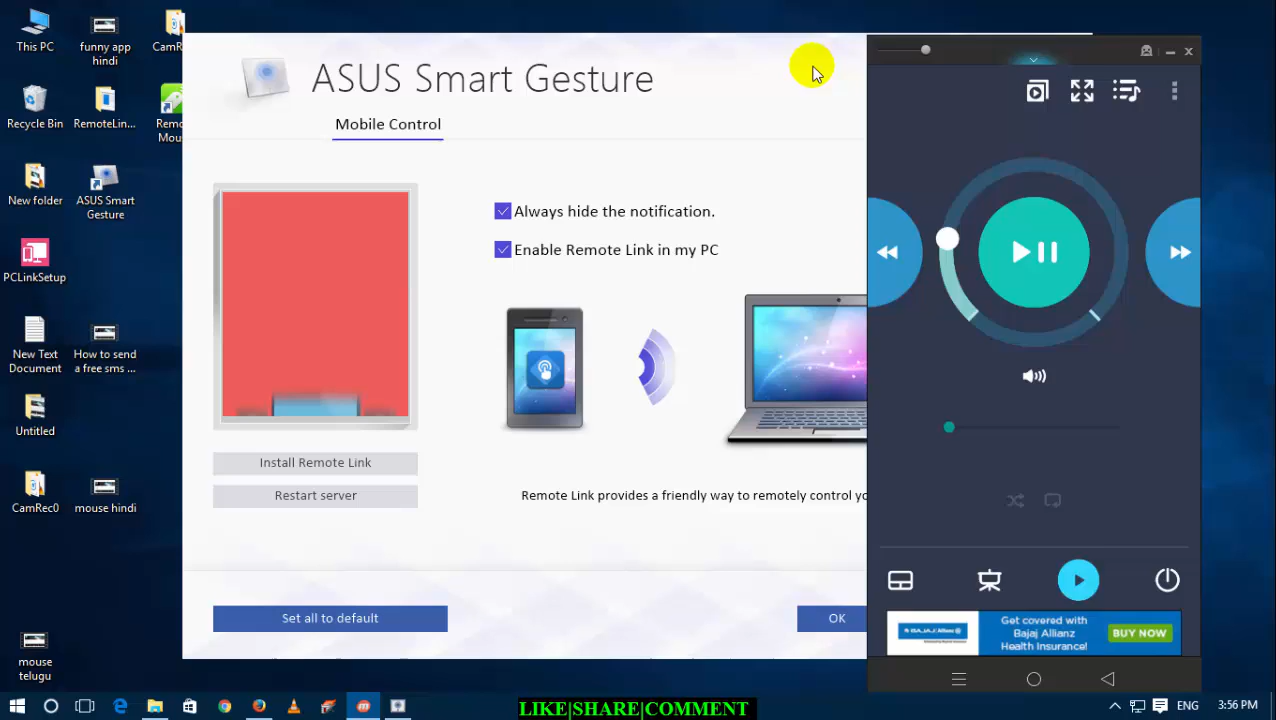 This PC
funny app
hindi
CamR
Recycle Bin
RemoteLin...
Remo
Mou
New folder
ASUS Smart
Gesture
PCLinkSetup
New Text
Document
How to send
a free sms ...
Untitled
CamRec0
mouse hindi
mouse
telugu
ASUS Smart Gesture
Mobile Control
Always hide the notification.
Enable Remote Link in my PC
Install Remote Link
Restart server
Remote Link provides a friendly way to remotely control yo
Set all to default
OK
BAJAJ Allianz
Get covered with
Bajaj Allianz
Health Insurance!
BUY NOW
LIKE|SHARE|COMMENT
ENG
3:56 PM